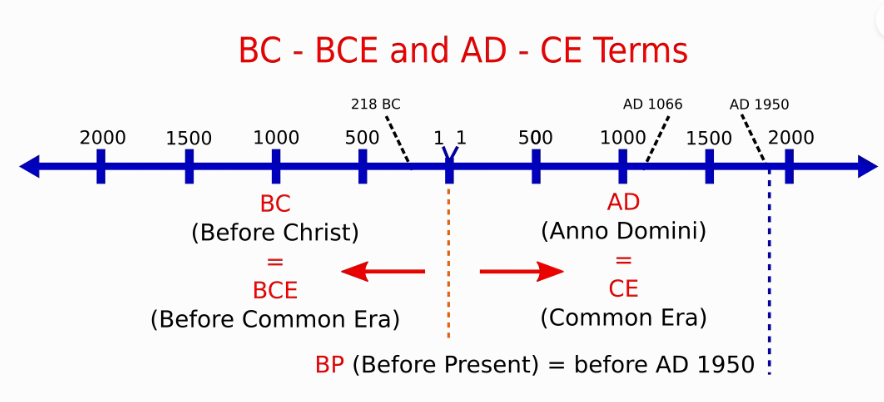 BC - BCE and AD - CE Terms
218 BC AD 1066 AD 1950
2000 1500 1000 500 1 1 500 1000 1500 2000
BC AD
(Before Christ) (Anno Domini)
= =
BCE CE
(Before Common Era) (Common Era)
BP (Before Present) = before AD 1950